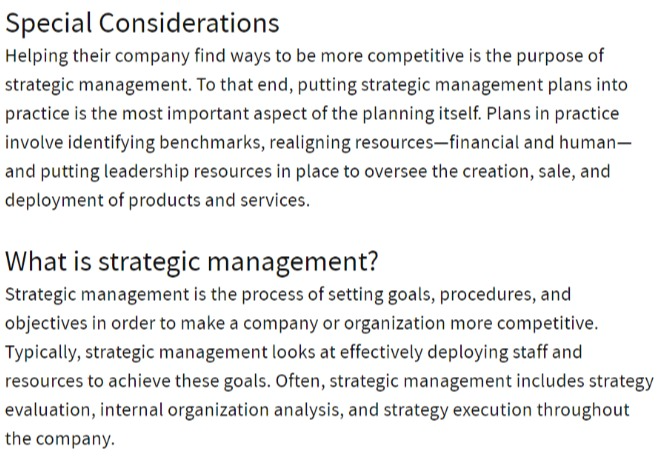 Special Considerations
Helping their company find ways to be more competitive is the purpose of
strategic management. To that end, putting strategic management plans into
practice is the most important aspect of the planning itself. Plans in practice
involve identifying benchmarks, realigning resources—financial and human—
and putting leadership resources in place to oversee the creation, sale, and
deployment of products and services.
What is strategic management?
Strategic management is the process of setting goals, procedures, and
objectives in order to make a company or organization more competitive.
Typically, strategic management looks at effectively deploying staff and
resources to achieve these goals. Often, strategic management includes strategy
evaluation, internal organization analysis, and strategy execution throughout
the company.